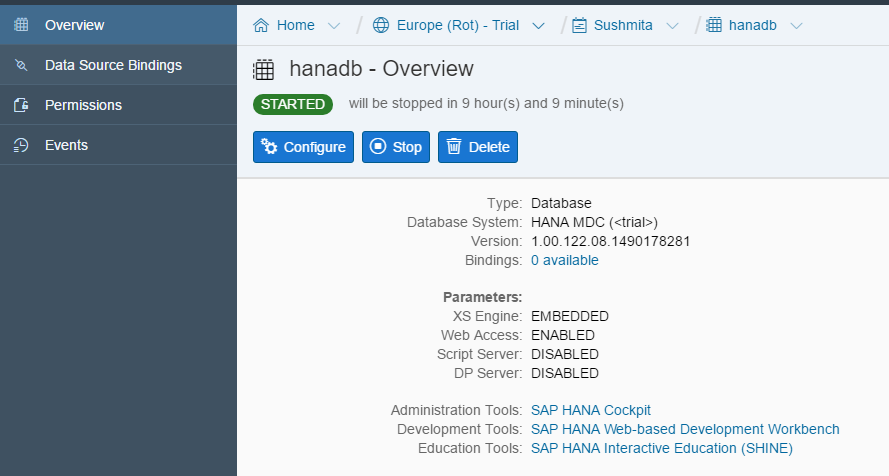 Overview
Data Source Bindings
Permissions
Events
Home Europe (Rot) - Trial Sushmita hanadb
hanadb - Overview
STARTED will be stopped in 9 hour(s) and 9 minute(s)
Configure Stop Delete
Type: Database
Database System: HANA MDC (<trial>)
Version: 1.00.122.08.1490178281
Bindings: 0 available
Parameters:
XS Engine: EMBEDDED
Web Access: ENABLED
Script Server: DISABLED
DP Server: DISABLED
Administration Tools: SAP HANA Cockpit
Development Tools: SAP HANA Web-based Development Workbench
Education Tools: SAP HANA Interactive Education (SHINE)